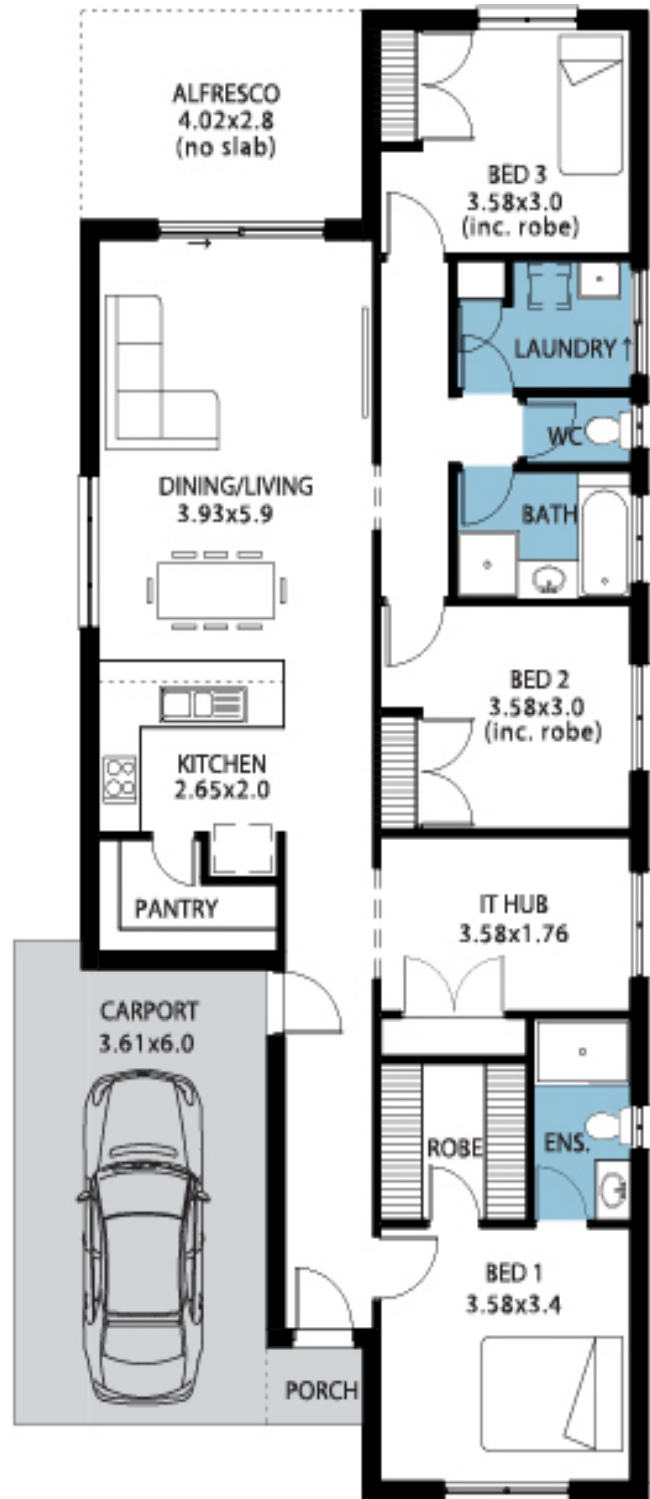 ALFRESCO
4.02x2.8
(no slab)
BED 3
3.58x3.0
(inc. robe)
LAUNDRY ↑
WC
DINING/LIVING
3.93x5.9
BATH
BED 2
3.58x3.0
(inc. robe)
KITCHEN
2.65x2.0
PANTRY
IT HUB
3.58x1.76
CARPORT
3.61x6.0
ROBE
ENS.
BED 1
3.58x3.4
PORCH